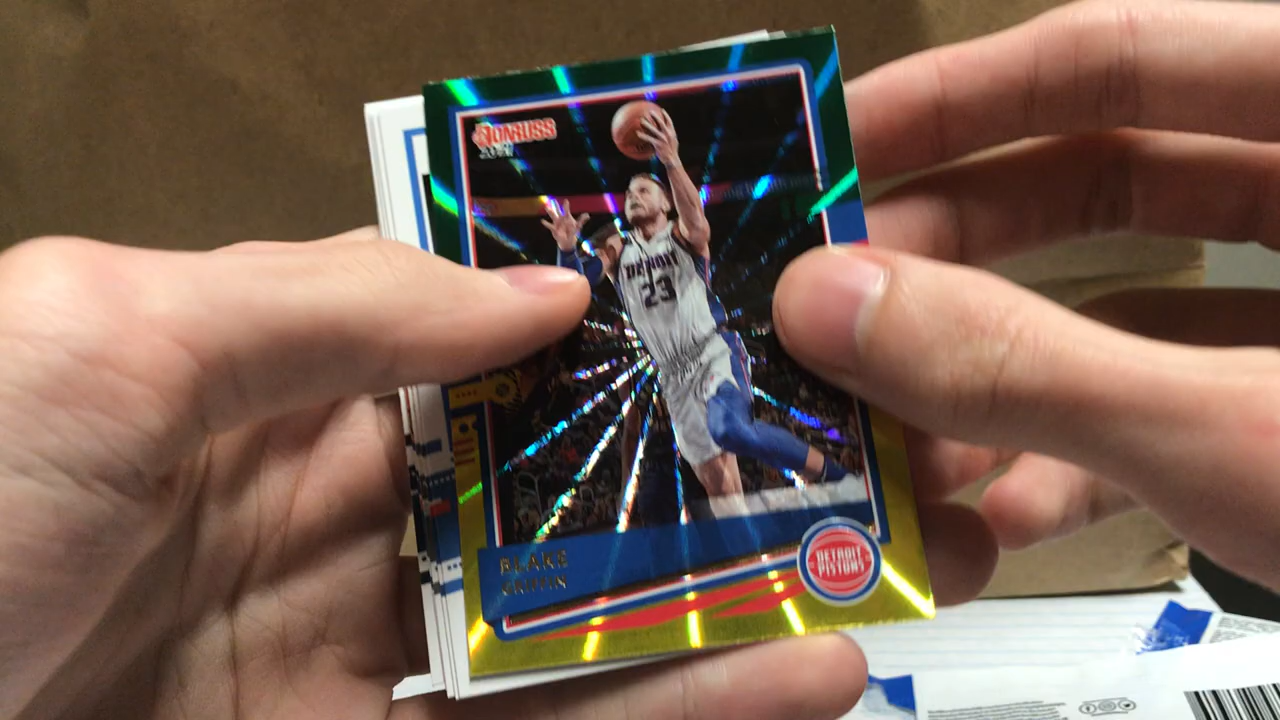 DONRUSS
DETROIT
23
BLAKE
GRIFFIN
DETROIT
PISTONS